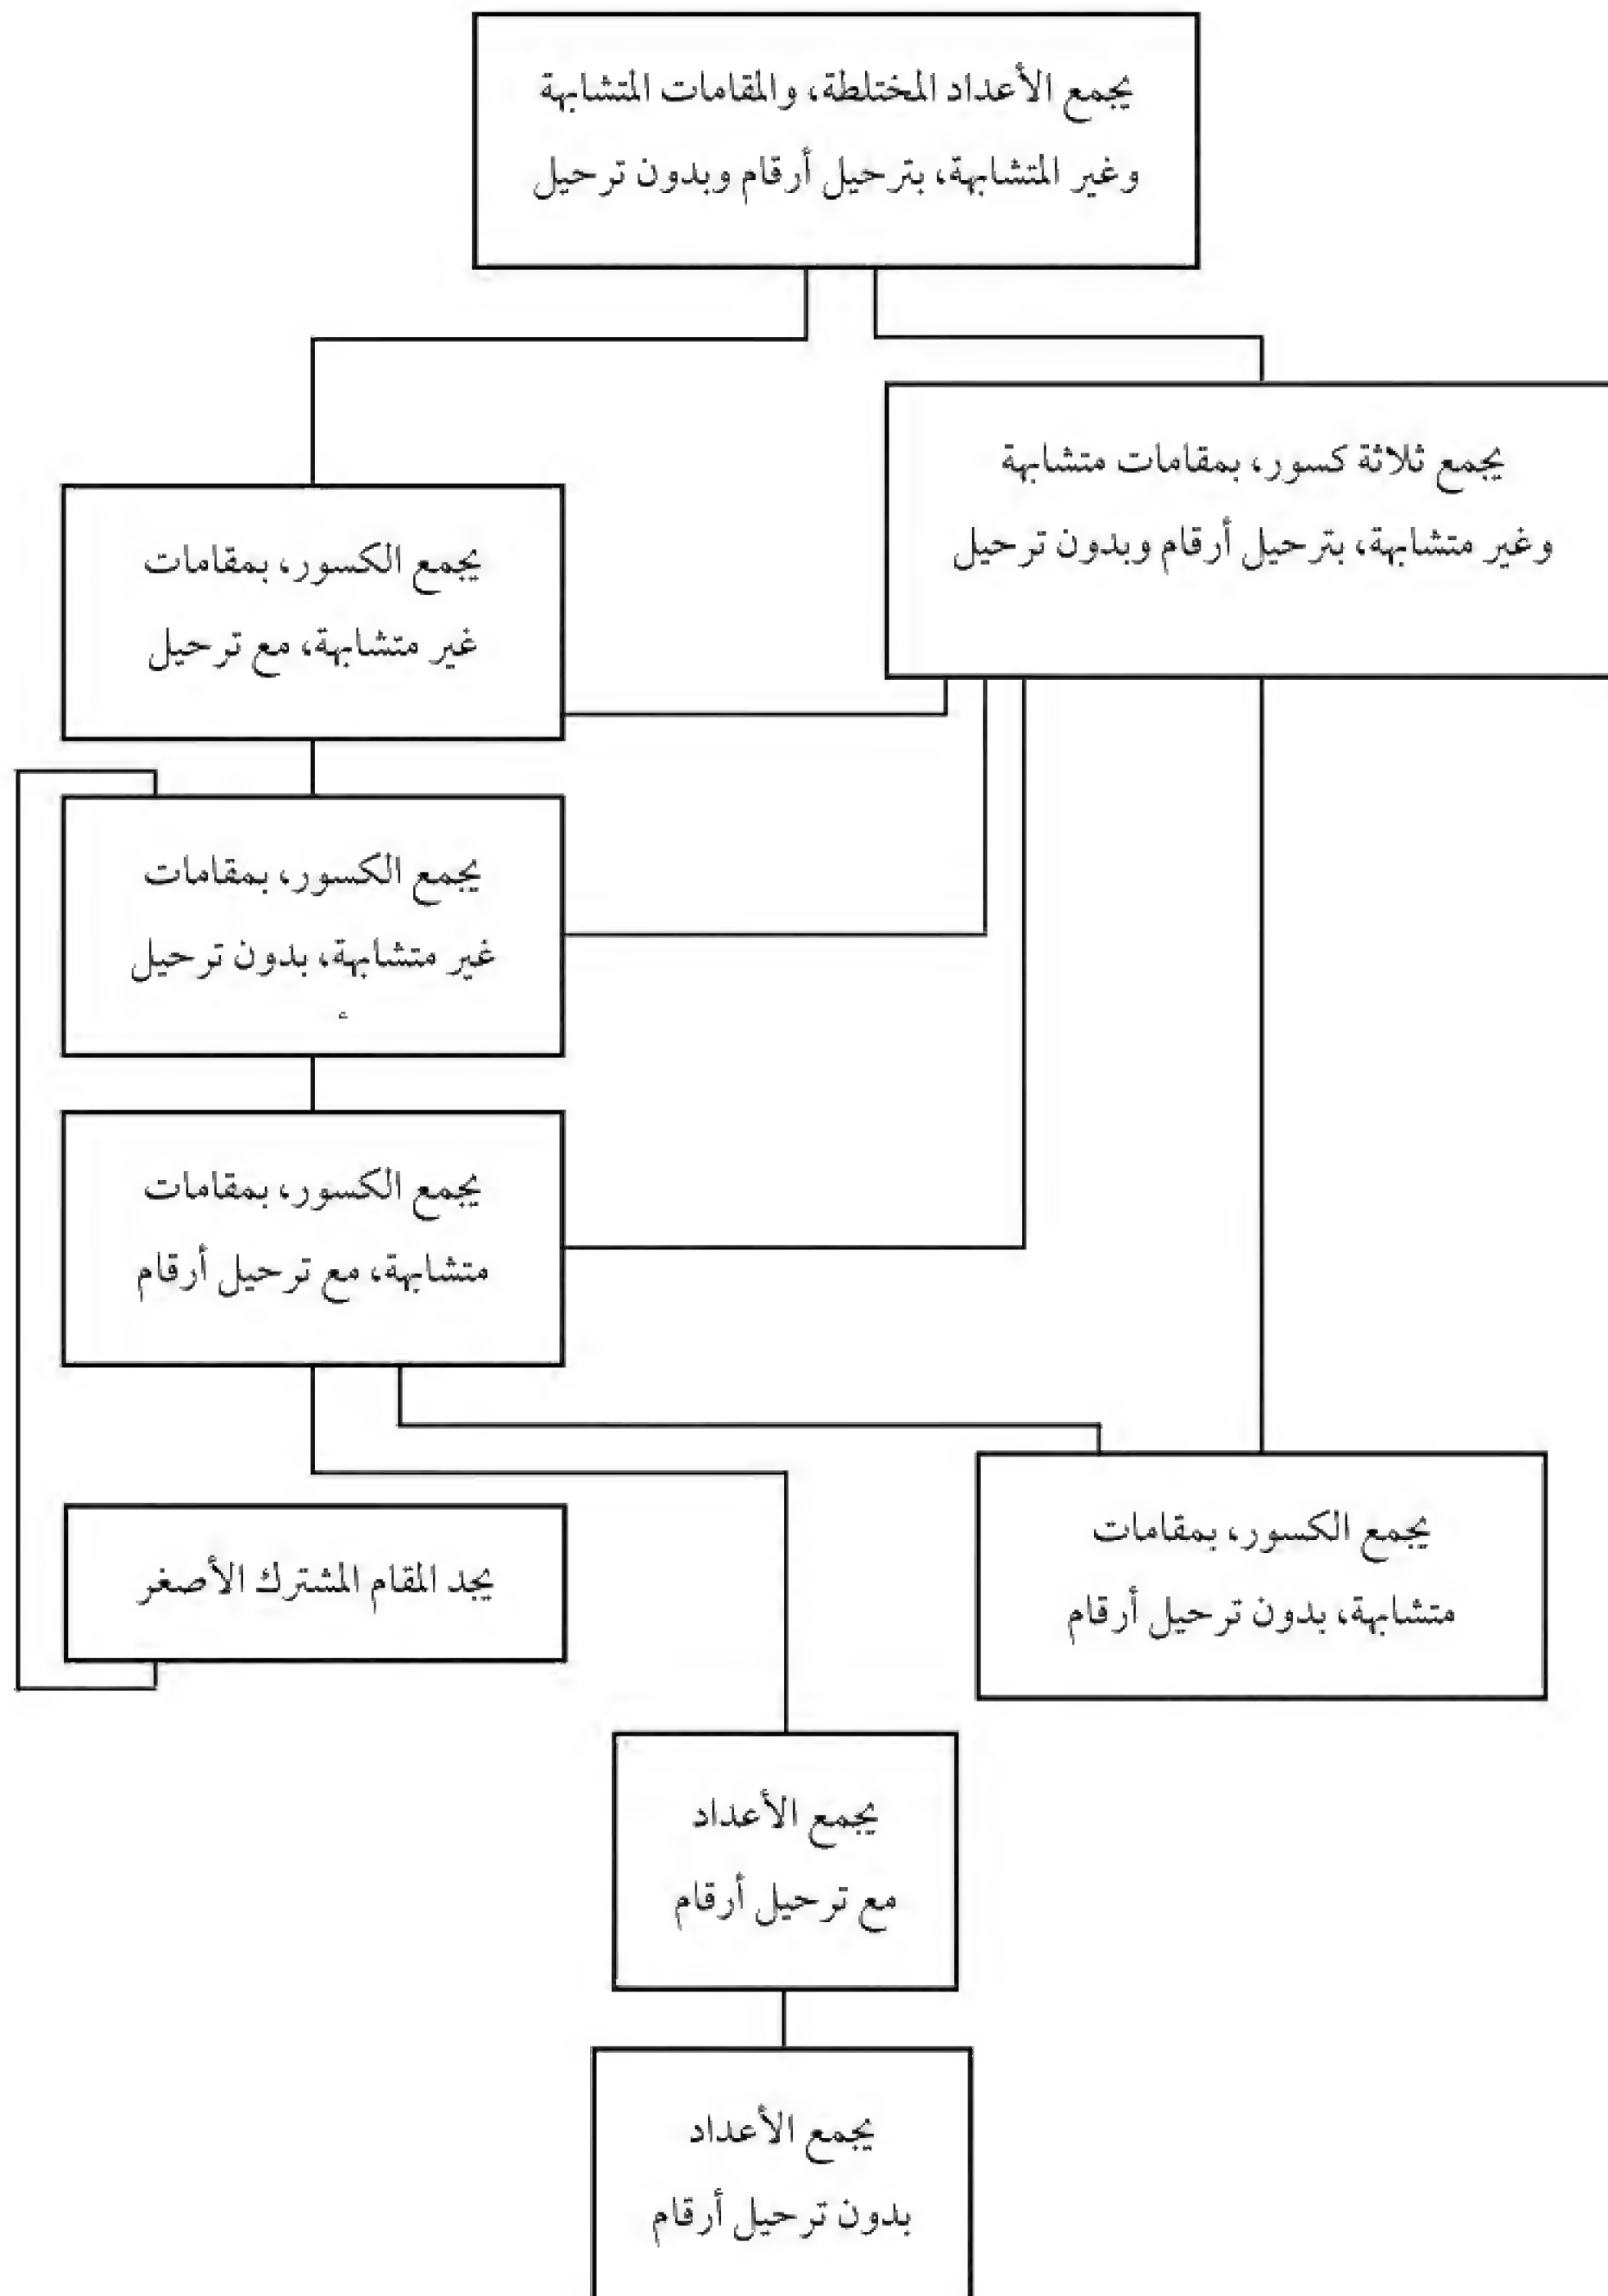 يجمع الأعداد المختلطة، والمقامات المتشابهة
وغير المتشابهة، بترحيل أرقام وبدون ترحيل
يجمع ثلاثة كسور، بمقامات متشابهة
وغير متشابهة، بترحيل أرقام وبدون ترحيل
يجمع الكسور، بمقامات
غير متشابهة، مع ترحيل
يجمع الكسور، بمقامات
غير متشابهة، بدون ترحيل
يجمع الكسور، بمقامات
متشابهة، مع ترحيل أرقام
يجمع الكسور، بمقامات
متشابهة، بدون ترحيل أرقام
يجد المقام المشترك الأصغر
يجمع الأعداد
مع ترحيل أرقام
يجمع الأعداد
بدون ترحيل أرقام